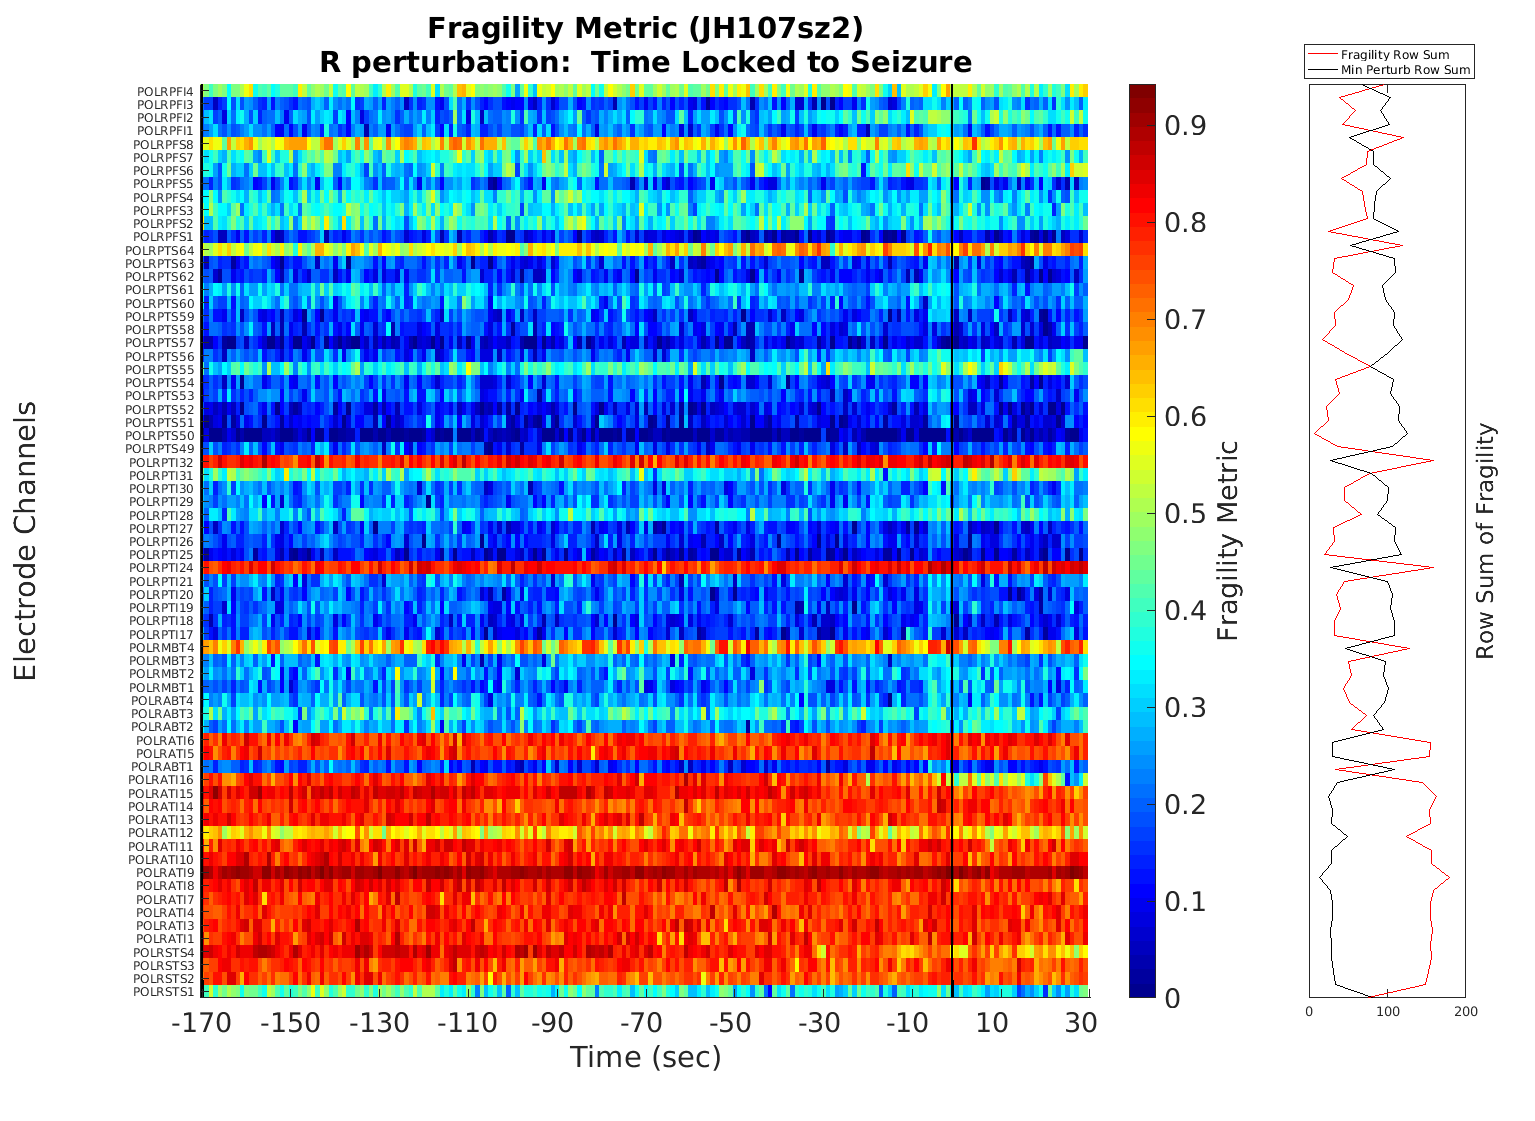 Fragility Metric (JH107sz2)
R perturbation:  Time Locked to Seizure
Electrode Channels
POLRPFI4
POLRPFI3
POLRPFI2
POLRPFI1
POLRPFS8
POLRPFS7
POLRPFS6
POLRPFS5
POLRPFS4
POLRPFS3
POLRPFS2
POLRPFS1
POLRPTS64
POLRPTS63
POLRPTS62
POLRPTS61
POLRPTS60
POLRPTS59
POLRPTS58
POLRPTS57
POLRPTS56
POLRPTS55
POLRPTS54
POLRPTS53
POLRPTS52
POLRPTS51
POLRPTS50
POLRPTS49
POLRPTI32
POLRPTI31
POLRPTI30
POLRPTI29
POLRPTI28
POLRPTI27
POLRPTI26
POLRPTI25
POLRPTI24
POLRPTI21
POLRPTI20
POLRPTI19
POLRPTI18
POLRPTI17
POLRMBT4
POLRMBT3
POLRMBT2
POLRMBT1
POLRABT4
POLRABT3
POLRABT2
POLRATI6
POLRATI5
POLRABT1
POLRATI16
POLRATI15
POLRATI14
POLRATI13
POLRATI12
POLRATI11
POLRATI10
POLRATI9
POLRATI8
POLRATI7
POLRATI4
POLRATI3
POLRATI1
POLRSTS4
POLRSTS3
POLRSTS2
POLRSTS1
-170 -150 -130 -110 -90 -70 -50 -30 -10 10 30
Time (sec)
0.9
0.8
0.7
0.6
0.5
0.4
0.3
0.2
0.1
0
Fragility Metric
Fragility Row Sum
Min Perturb Row Sum
0 100 200
Row Sum of Fragility